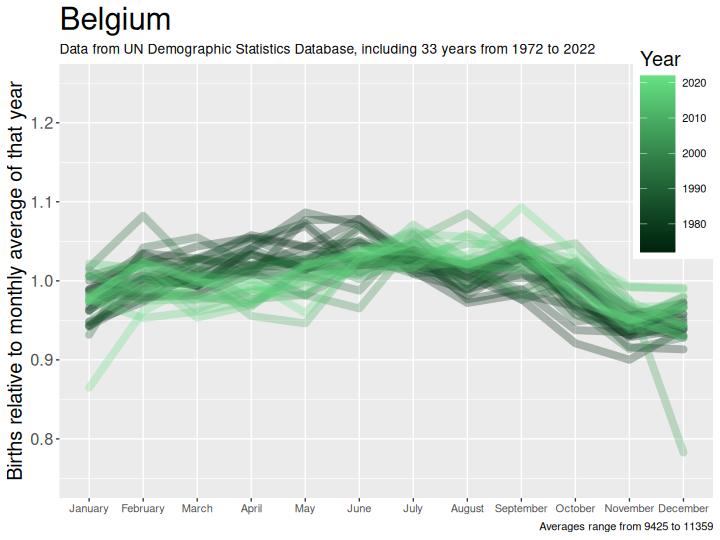 Belgium
Data from UN Demographic Statistics Database, including 33 years from 1972 to 2022
Year
2020
2010
2000
1990
1980
Births relative to monthly average of that year
1.2
1.1
1.0
0.9
0.8
January February March April May June July August September October November December
Averages range from 9425 to 11359